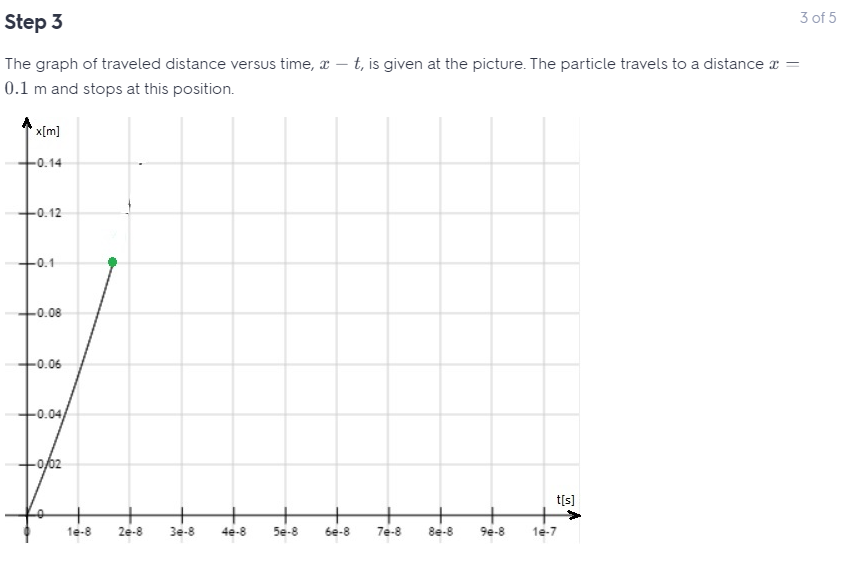 Step 3
3 of 5
The graph of traveled distance versus time, x − t, is given at the picture. The particle travels to a distance x =
0.1 m and stops at this position.
x[m]
0.14
0.12
0.1
0.08
0.06
0.04
0.02
0
t[s]
0 1e-8 2e-8 3e-8 4e-8 5e-8 6e-8 7e-8 8e-8 9e-8 1e-7